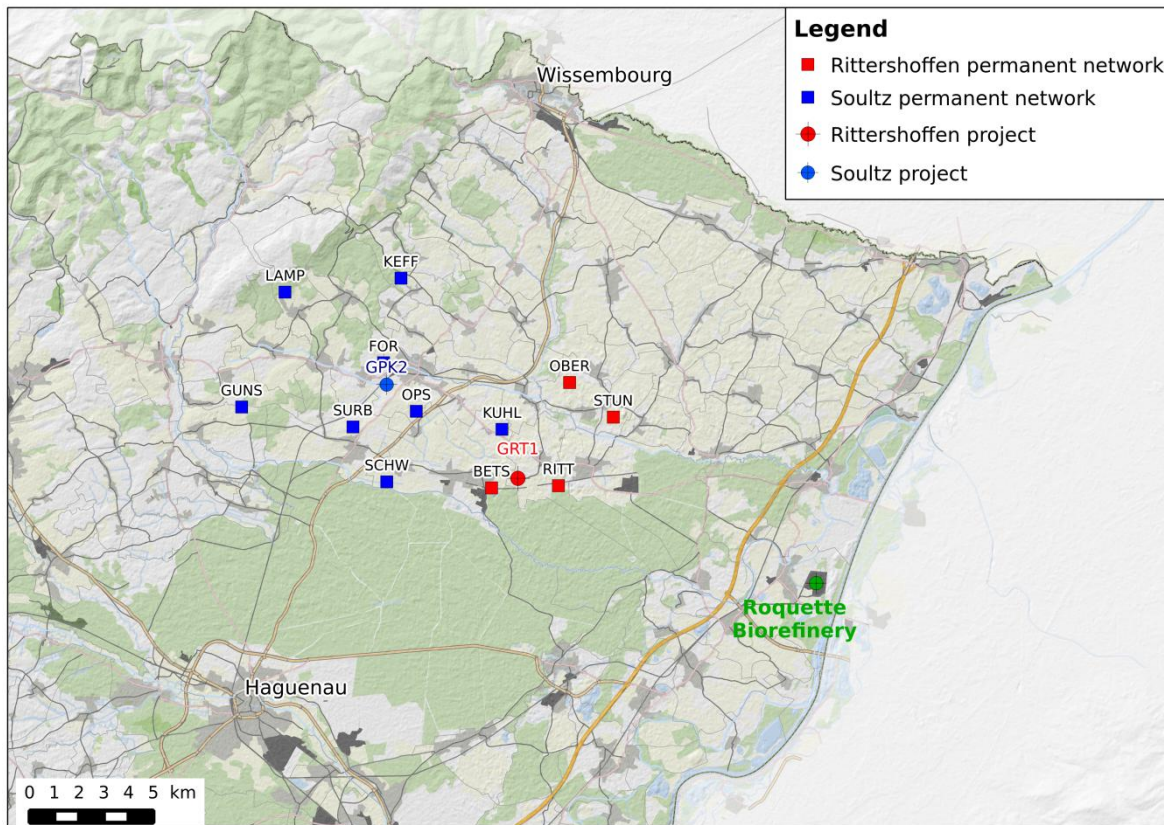 Legend
Rittershoffen permanent network
Soultz permanent network
Rittershoffen project
Soultz project
Wissembourg
LAMP
KEFF
FOR
GPK2
OBER
GUNS
OPS
SURB
STUN
KUHL
GRT1
SCHW
BETS
RITT
Roquette
Biorefinery
Haguenau
0 1 2 3 4 5 km